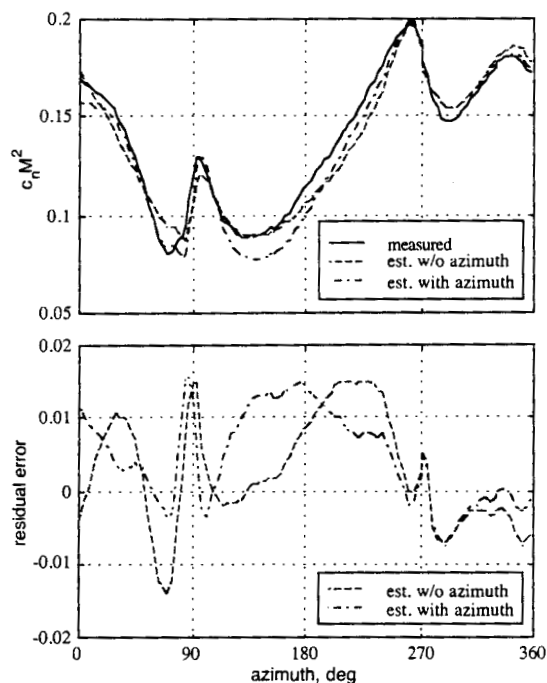 0.2
0.15
0.1
0.05
c_nM^2
measured
est. w/o azimuth
est. with azimuth
0.02
0.01
0
-0.01
-0.02
residual error
est. w/o azimuth
est. with azimuth
0 90 180 270 360
azimuth, deg